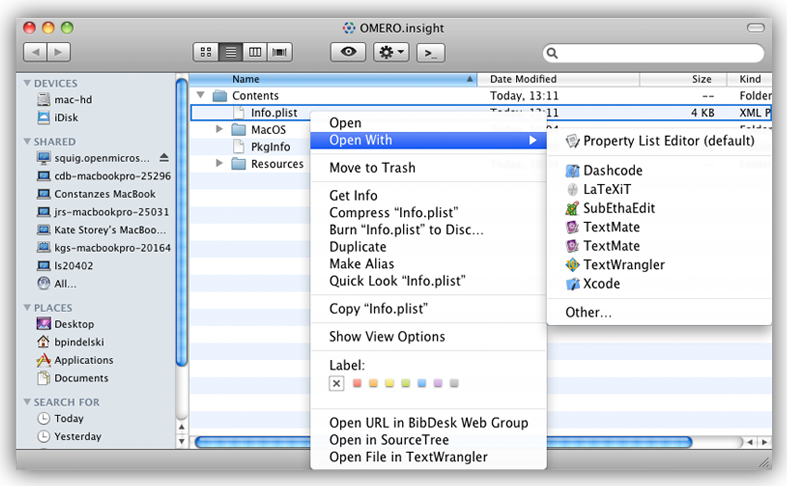 OMERO.insight
>_
DEVICES
mac-hd
iDisk
SHARED
squig.openmicros...
cdb-macbookpro-25296
Constanzes MacBook
jrs-macbookpro-25031
Kate Storey's MacBoo...
kgs-macbookpro-20164
ls20402
All...
PLACES
Desktop
bpindelski
Applications
Documents
SEARCH FOR
Today
Yesterday
Name Date Modified Size Kind
Contents Today, 13:11 -- Folder
Info.plist Today, 13:11 4 KB XML P
MacOS -- Folder
PkgInfo
Resources -- Folder
Open
Open With
Move to Trash
Get Info
Compress “Info.plist”
Burn “Info.plist” to Disc...
Duplicate
Make Alias
Quick Look “Info.plist”
Copy “Info.plist”
Show View Options
Label:
Open URL in BibDesk Web Group
Open in SourceTree
Open File in TextWrangler
Property List Editor (default)
Dashcode
LaTeXiT
SubEthaEdit
TextMate
TextMate
TextWrangler
Xcode
Other...